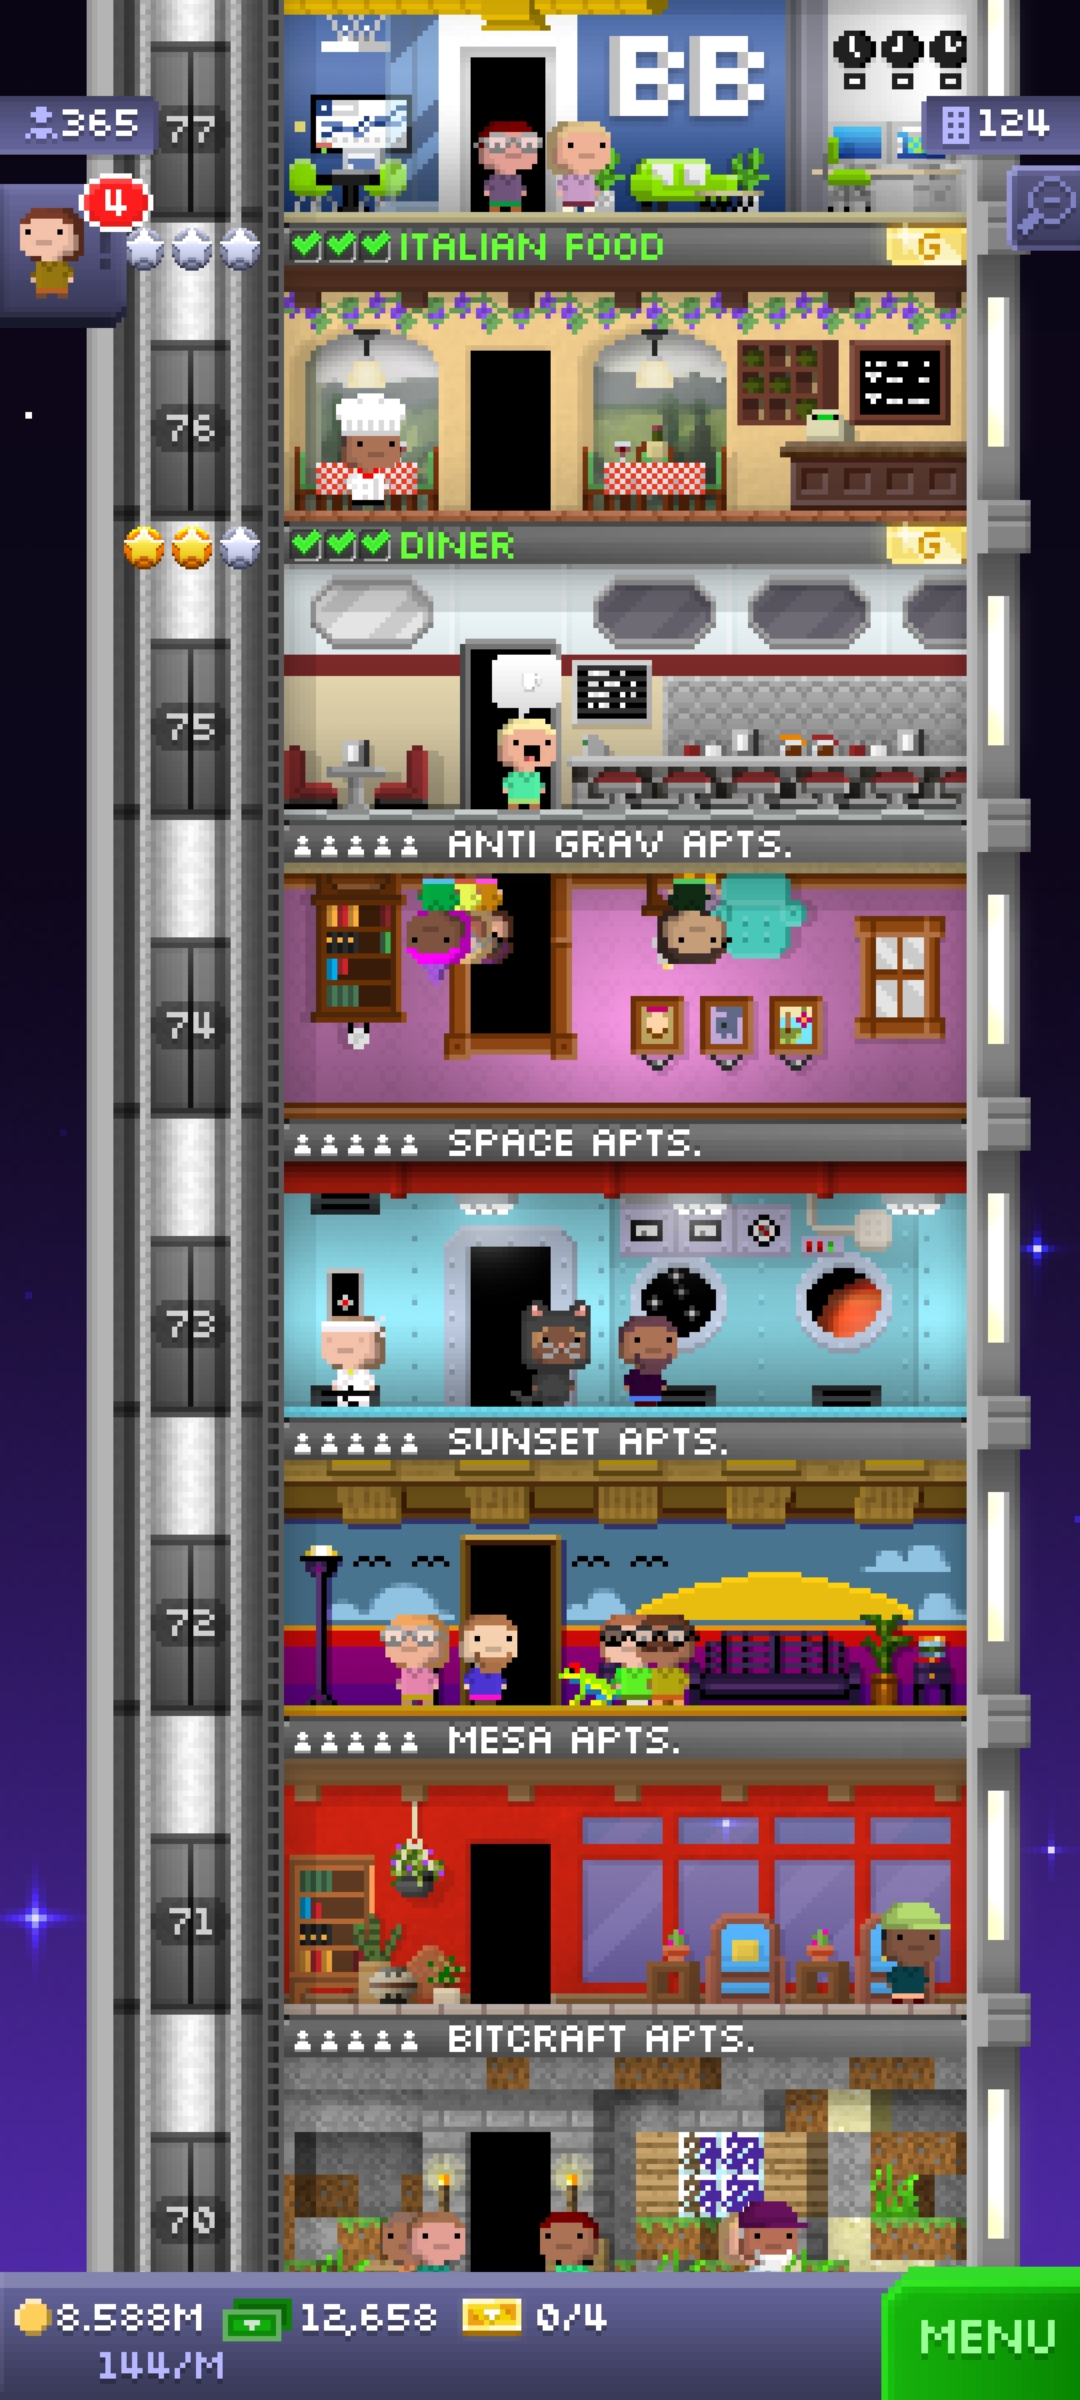 BB
365
77
124
4
ITALIAN FOOD
G
76
DINER
G
75
ANTI GRAV APTS.
74
SPACE APTS.
73
SUNSET APTS.
72
MESA APTS.
71
BITCRAFT APTS.
70
8.588M
12,658
0/4
MENU
144/M